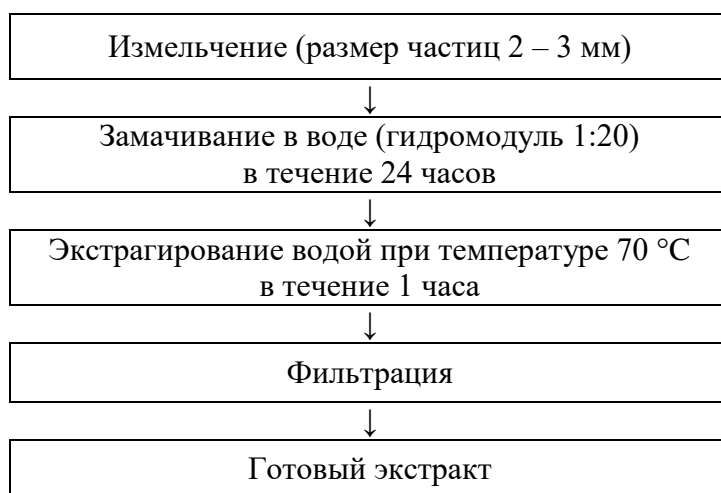 Измельчение (размер частиц 2 – 3 мм)
↓
Замачивание в воде (гидромодуль 1:20)
в течение 24 часов
↓
Экстрагирование водой при температуре 70 °С
в течение 1 часа
↓
Фильтрация
↓
Готовый экстракт